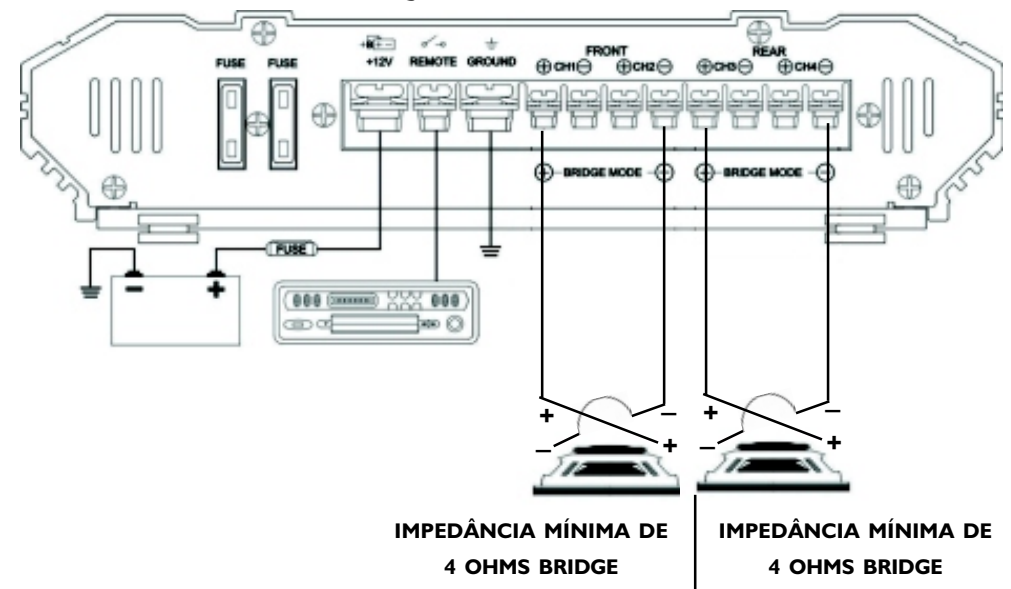 FRONT REAR
FUSE FUSE +12V REMOTE GROUND ⊕CH1⊖ ⊕CH2⊖ ⊕CH3⊖ ⊕CH4⊖
⊕ BRIDGE MODE ⊖ ⊕ BRIDGE MODE ⊖
FUSE
- +
+ - + -
- + - +
IMPEDÂNCIA MÍNIMA DE
4 OHMS BRIDGE
IMPEDÂNCIA MÍNIMA DE
4 OHMS BRIDGE